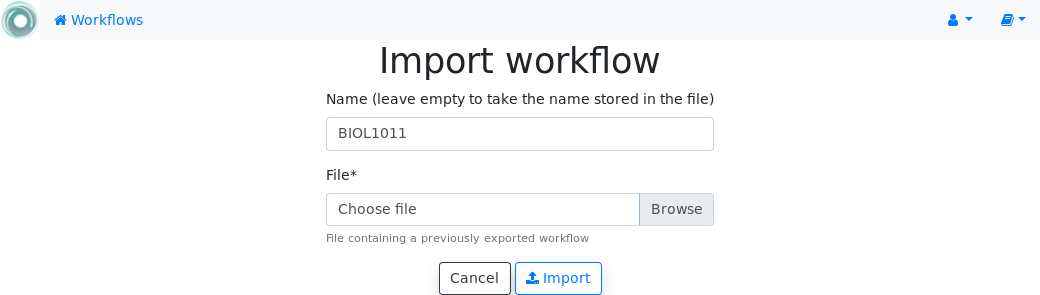 Workflows
Import workflow
Name (leave empty to take the name stored in the file)
BIOL1011
File*
Choose file Browse
File containing a previously exported workflow
Cancel Import